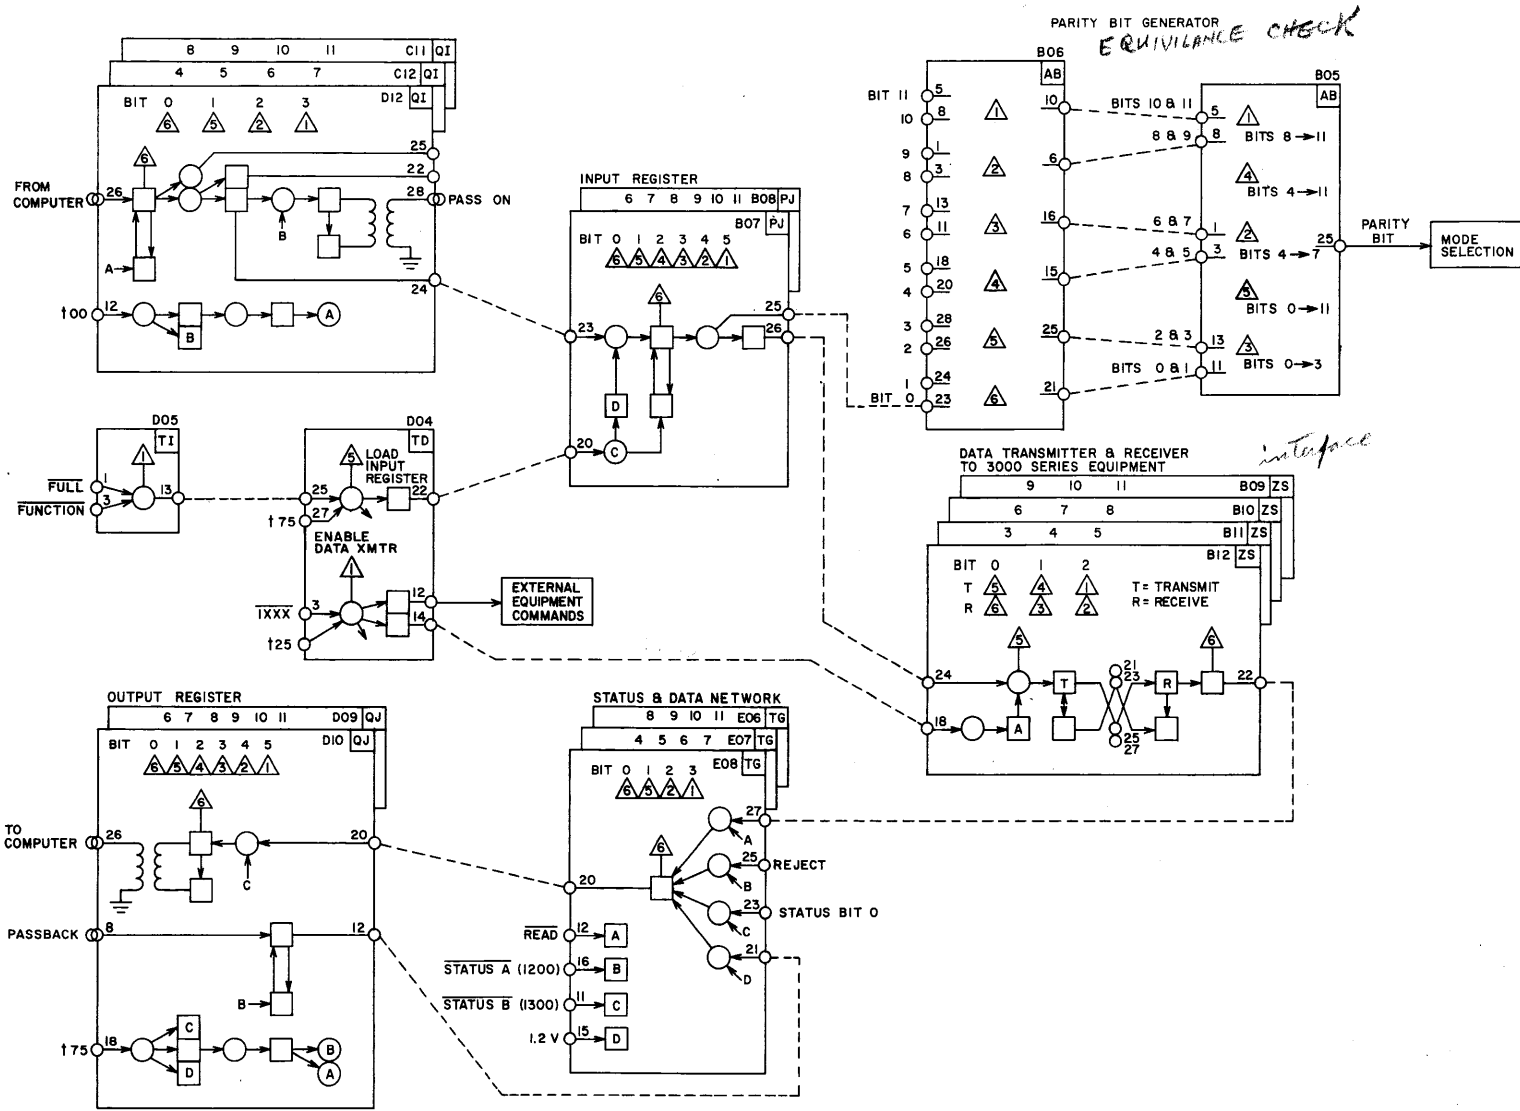 PARITY BIT GENERATOR
EQUIVILANCE CHECK
8 9 10 11 C11 QI
4 5 6 7 C12 QI
D12 QI
BIT 0 1 2 3
6 5 2 1
6
25
22
FROM
COMPUTER
26
28
PASS ON
B
A
24
†00
12
A
B
INPUT REGISTER
6 7 8 9 10 11 B08 PJ
B07 PJ
BIT 0 1 2 3 4 5
6 5 4 3 2 1
6
25
23
26
D
20
C
B06
AB
BIT 11 5
10 8
9 1
8 3
7 13
6 11
5 18
4 20
3 28
2 26
1 24
BIT 0 23
1
2
3
4
5
6
10
6
16
15
25
21
BITS 10 & 11
8 & 9
6 & 7
4 & 5
2 & 3
BITS 0 & 1
B05
AB
5
8
1
3
13
11
1
BITS 8→11
4
BITS 4→11
2
BITS 4→7
5
BITS 0→11
3
BITS 0→3
25
PARITY
BIT
MODE
SELECTION
D05
TI
1
FULL
1
FUNCTION
3
13
D04
TD
5
LOAD
INPUT
REGISTER
25
22
27
†75
ENABLE
DATA XMTR
1
1XXX
3
12
14
†25
EXTERNAL
EQUIPMENT
COMMANDS
interface
DATA TRANSMITTER & RECEIVER
TO 3000 SERIES EQUIPMENT
9 10 11 B09 ZS
6 7 8 B10 ZS
3 4 5 B11 ZS
B12 ZS
BIT 0 1 2
T 5 4 1
R 6 3 2
T = TRANSMIT
R = RECEIVE
5
6
24
T
21
23
R
22
18
A
25
27
OUTPUT REGISTER
6 7 8 9 10 11 D09 QJ
D10 QJ
BIT 0 1 2 3 4 5
6 5 4 3 2 1
6
TO
COMPUTER
26
20
C
PASSBACK
8
12
B
†75
18
C
D
B
A
STATUS & DATA NETWORK
8 9 10 11 E06 TG
4 5 6 7 E07 TG
E08 TG
BIT 0 1 2 3
6 5 2 1
27
A
6
25
REJECT
B
20
23
STATUS BIT 0
C
READ
12
A
21
D
STATUS A (1200)
16
B
STATUS B (1300)
11
C
1.2 V
15
D